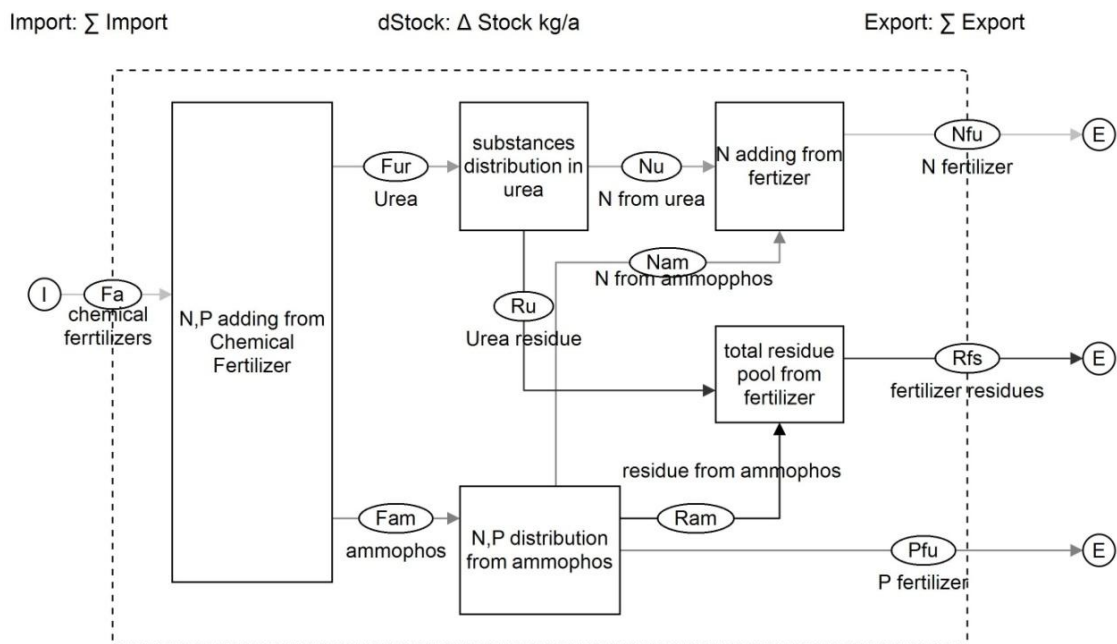 Import: ∑ Import
dStock: Δ Stock kg/a
Export: ∑ Export
I
Fa
chemical
ferrtilizers
N,P adding from
Chemical
Fertilizer
Fur
Urea
substances
distribution in
urea
Nu
N from urea
N adding from
fertizer
Nfu
N fertilizer
E
Nam
N from ammopphos
Ru
Urea residue
total residue
pool from
fertilizer
Rfs
fertilizer residues
E
residue from ammophos
Fam
ammophos
N,P distribution
from ammophos
Ram
Pfu
P fertilizer
E